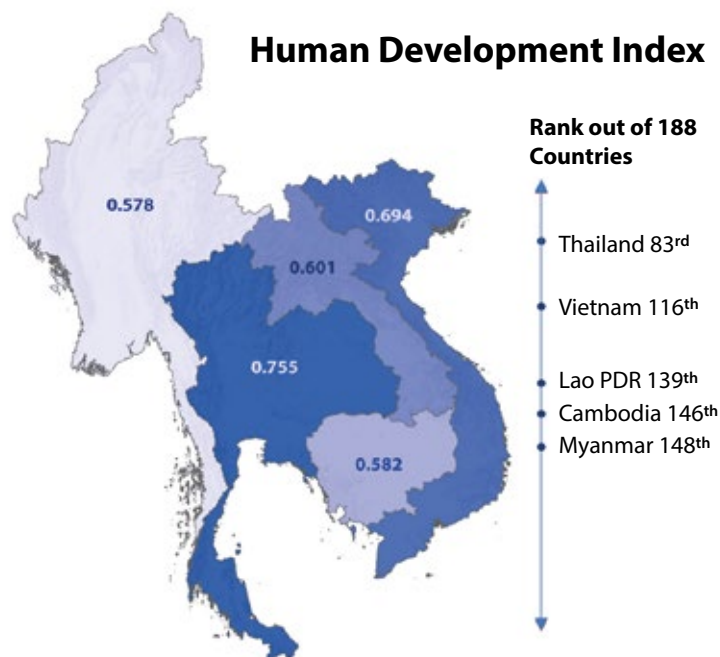 Human Development Index
Rank out of 188
Countries
0.578
0.694
0.601
0.755
0.582
Thailand 83rd
Vietnam 116th
Lao PDR 139th
Cambodia 146th
Myanmar 148th